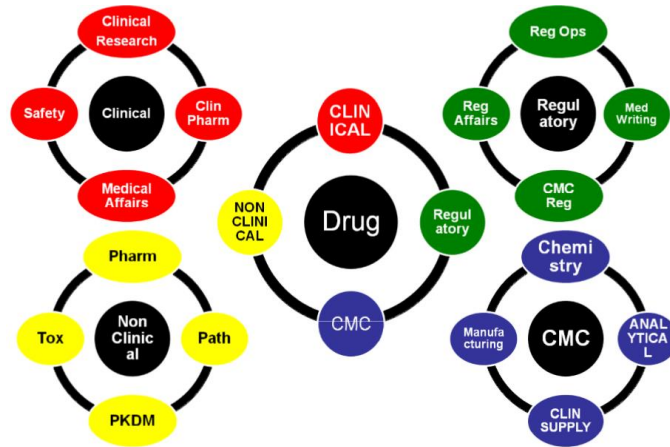 Clinical
Research
Safety
Clinical
Clin
Pharm
Medical
Affairs
CLIN
ICAL
NON
CLINI
CAL
Drug
Regul
atory
CMC
Reg Ops
Reg
Affairs
Regul
atory
Med
Writing
CMC
Reg
Pharm
Tox
Non
Clinic
al
Path
PKDM
Chemi
stry
Manufa
cturing
CMC
ANAL
YTICA
L
CLIN
SUPPLY